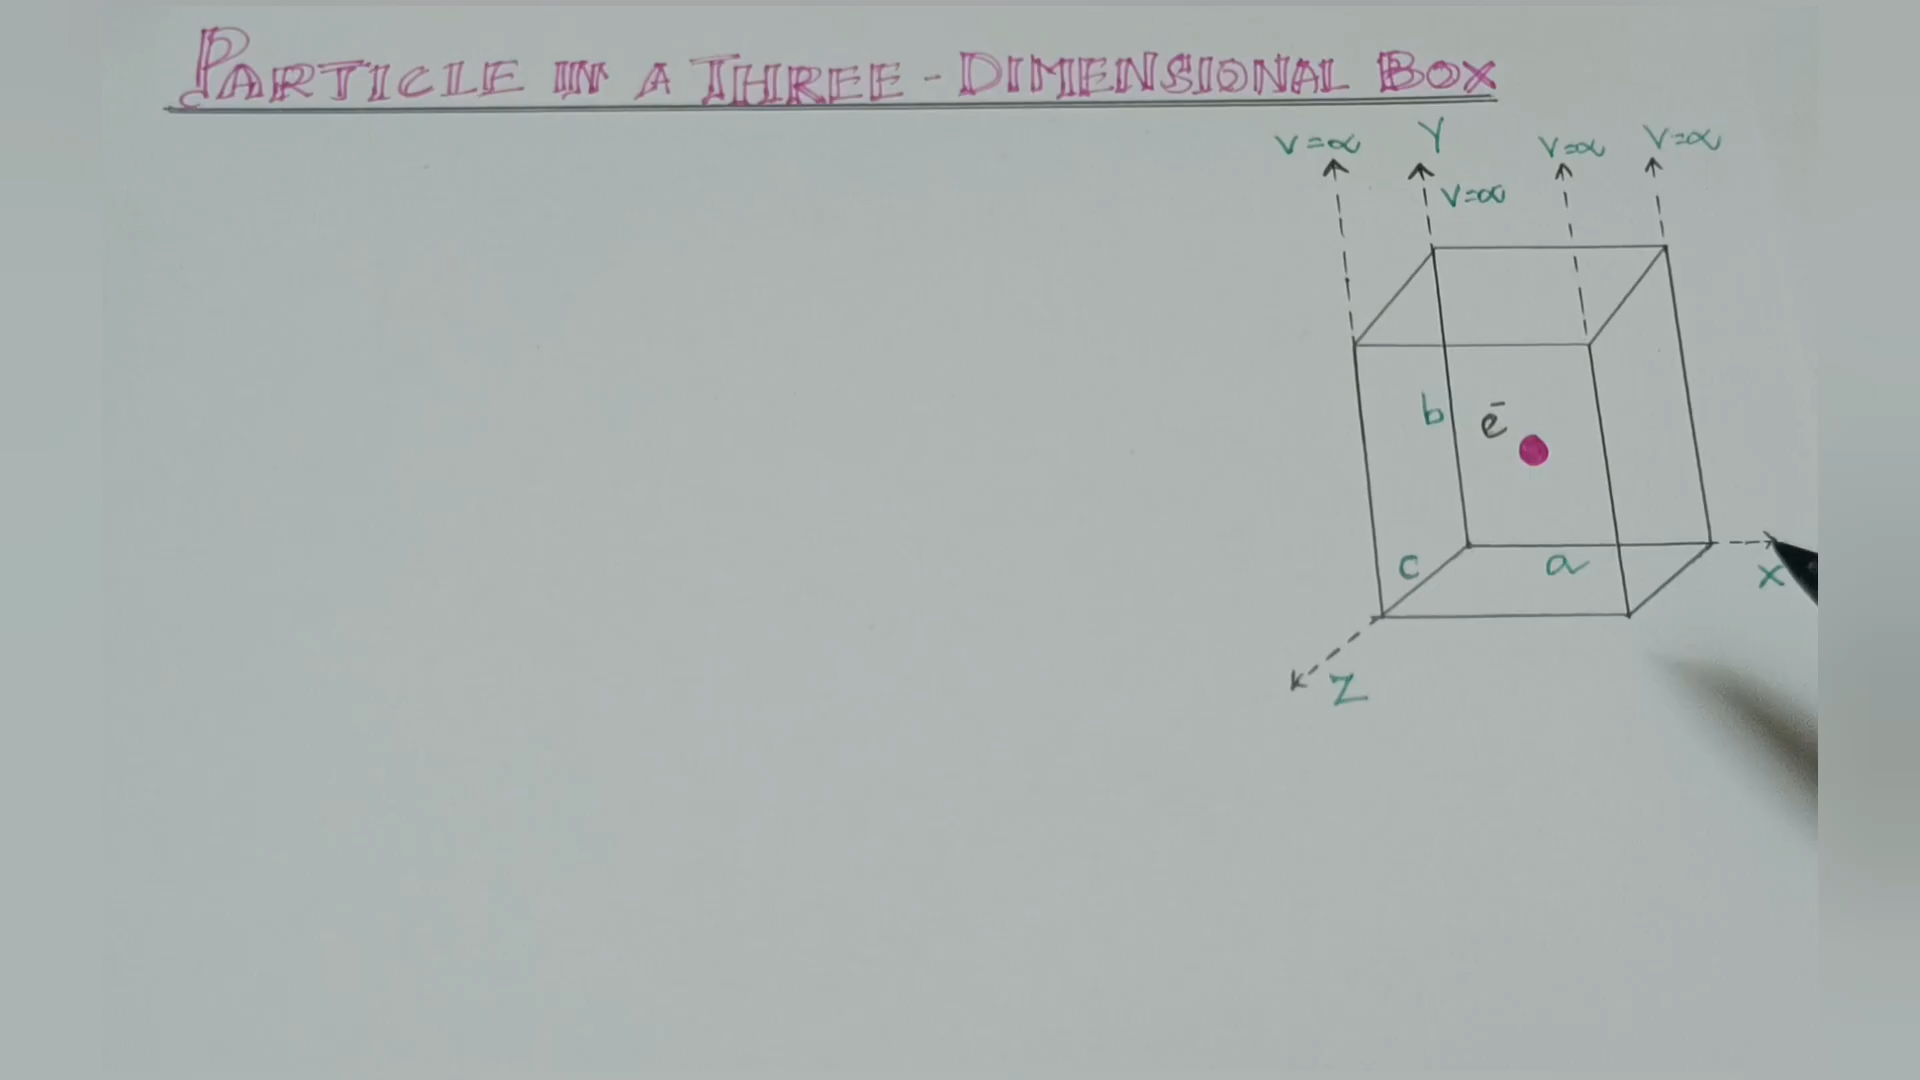 PARTICLE IN A THREE-DIMENSIONAL BOX
V=∝ Y V=∝ V=∝
V=∞
b e⁻
c a X
Z